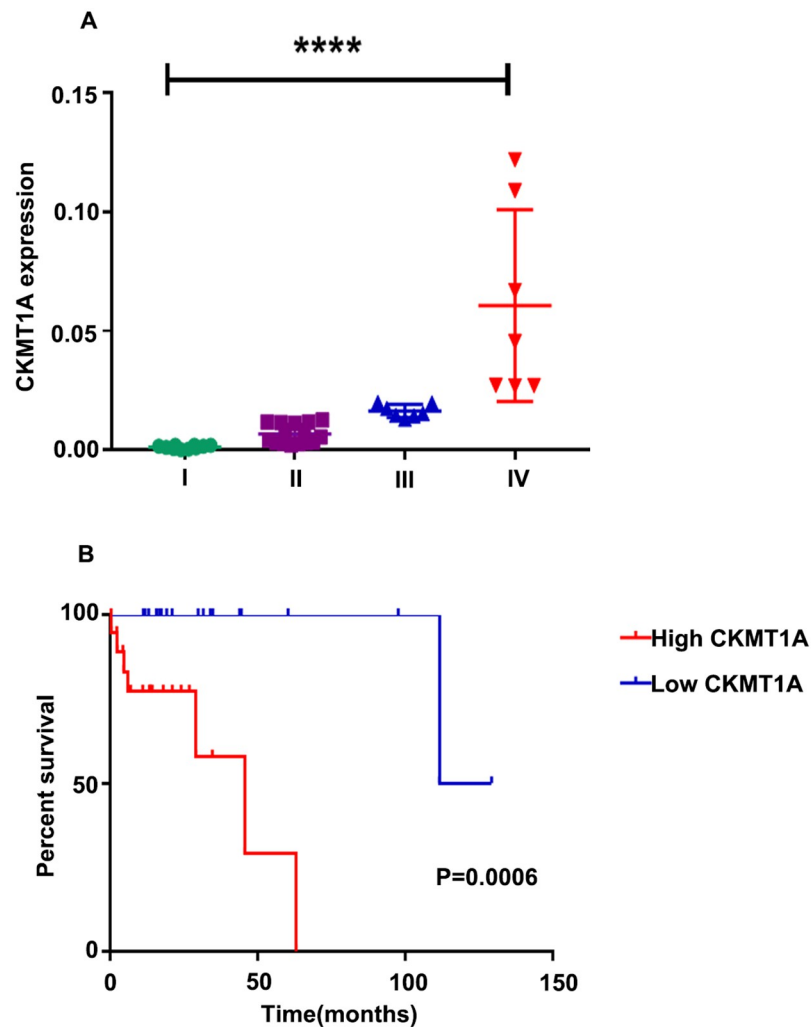 A
****
0.15
0.10
0.05
0.00
CKMT1A expression
I II III IV
B
100
50
0
Percent survival
High CKMT1A
Low CKMT1A
P=0.0006
0 50 100 150
Time(months)